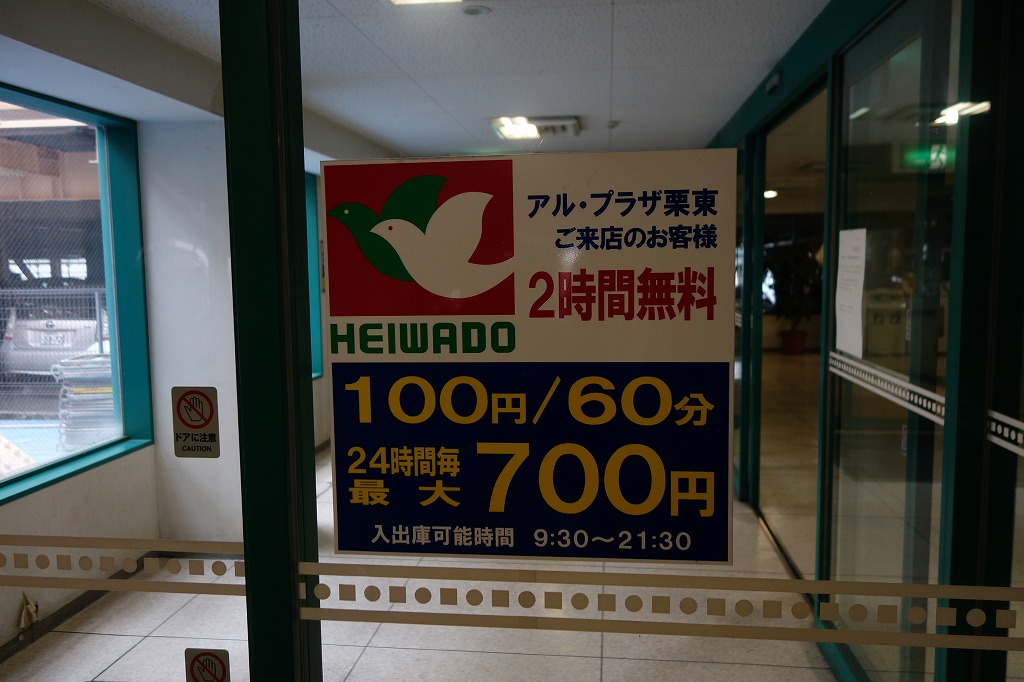 アル・プラザ栗東
ご来店のお客様
2時間無料
HEIWADO
100円/60分
24時間毎
最大
700円
入出庫可能時間 9:30～21:30
ドアに注意
CAUTION